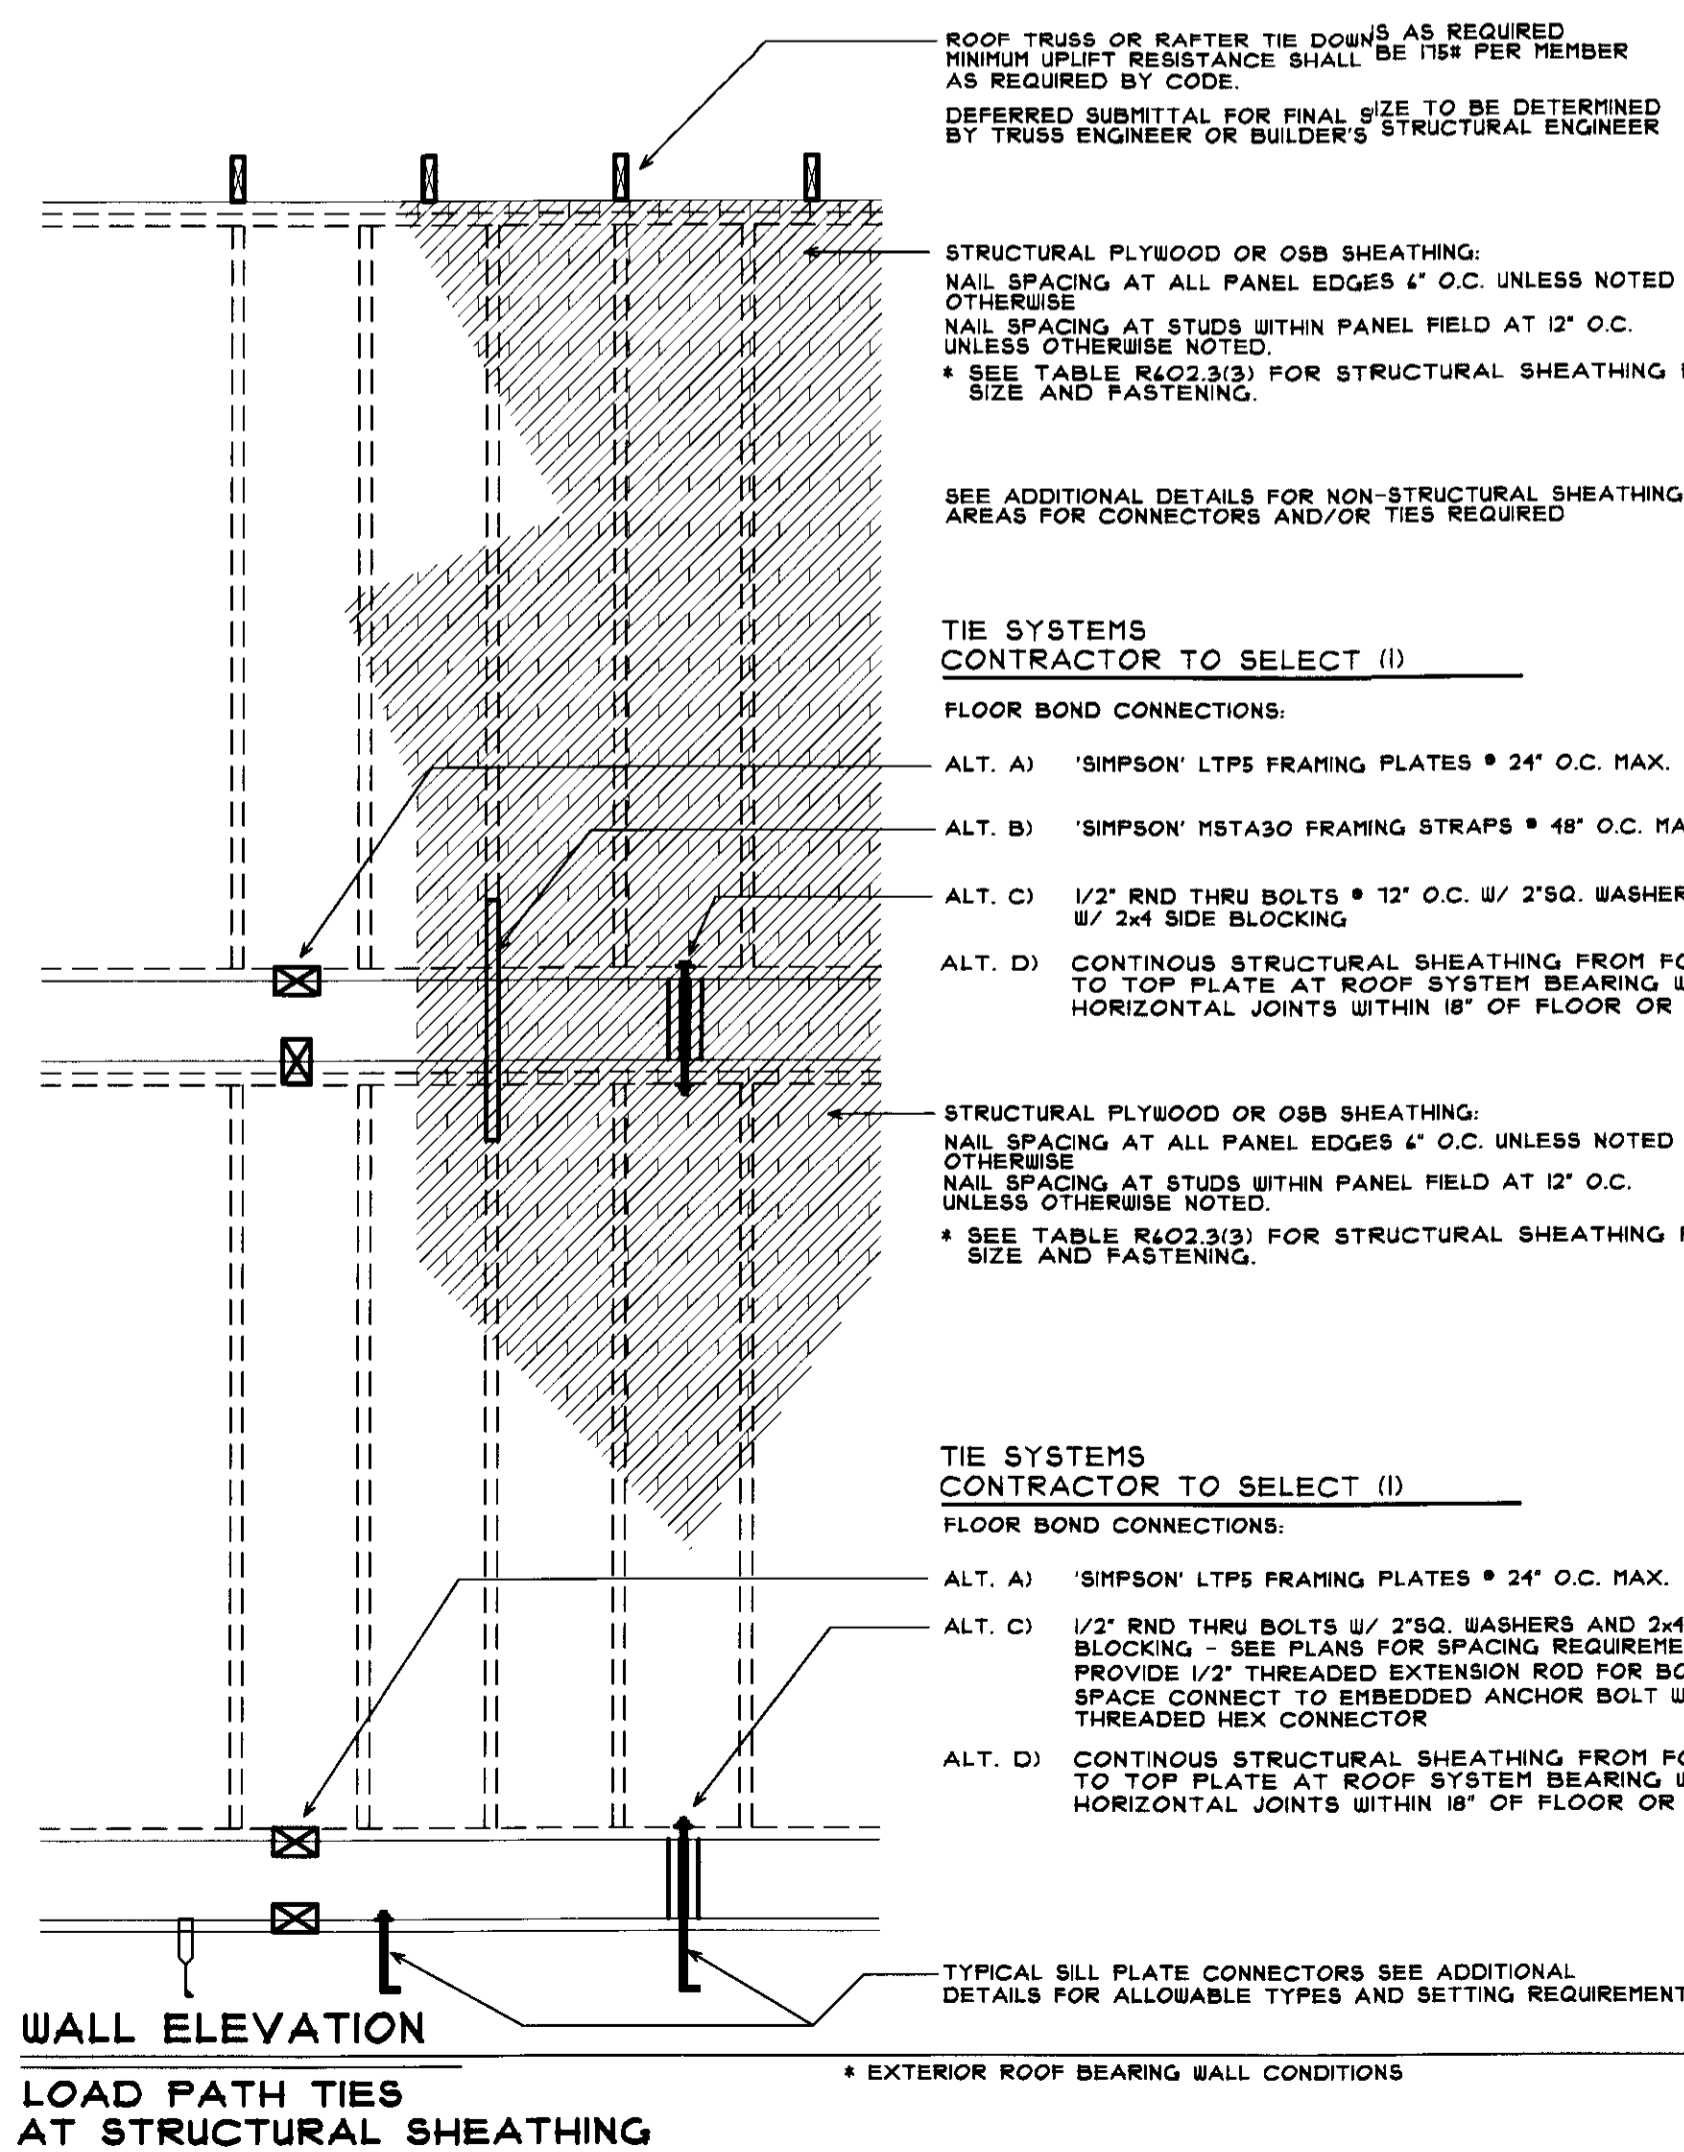 ROOF TRUSS OR RAFTER TIE DOWNS AS REQUIRED
MINIMUM UPLIFT RESISTANCE SHALL BE 175# PER MEMBER
AS REQUIRED BY CODE.
DEFERRED SUBMITTAL FOR FINAL SIZE TO BE DETERMINED
BY TRUSS ENGINEER OR BUILDER'S STRUCTURAL ENGINEER
STRUCTURAL PLYWOOD OR OSB SHEATHING:
NAIL SPACING AT ALL PANEL EDGES 6" O.C. UNLESS NOTED
OTHERWISE
NAIL SPACING AT STUDS WITHIN PANEL FIELD AT 12" O.C.
UNLESS OTHERWISE NOTED.
* SEE TABLE R602.3(3) FOR STRUCTURAL SHEATHING
SIZE AND FASTENING.
SEE ADDITIONAL DETAILS FOR NON-STRUCTURAL SHEATHING
AREAS FOR CONNECTORS AND/OR TIES REQUIRED
TIE SYSTEMS
CONTRACTOR TO SELECT (1)
FLOOR BOND CONNECTIONS:
ALT. A) 'SIMPSON' LTP5 FRAMING PLATES @ 24" O.C. MAX.
ALT. B) 'SIMPSON' MSTA30 FRAMING STRAPS @ 48" O.C. MA
ALT. C) 1/2" RND THRU BOLTS @ 72" O.C. W/ 2"SQ. WASHER
W/ 2x4 SIDE BLOCKING
ALT. D) CONTINOUS STRUCTURAL SHEATHING FROM FO
TO TOP PLATE AT ROOF SYSTEM BEARING W
HORIZONTAL JOINTS WITHIN 18" OF FLOOR OR
STRUCTURAL PLYWOOD OR OSB SHEATHING:
NAIL SPACING AT ALL PANEL EDGES 6" O.C. UNLESS NOTED
OTHERWISE
NAIL SPACING AT STUDS WITHIN PANEL FIELD AT 12" O.C.
UNLESS OTHERWISE NOTED.
* SEE TABLE R602.3(3) FOR STRUCTURAL SHEATHING
SIZE AND FASTENING.
TIE SYSTEMS
CONTRACTOR TO SELECT (1)
FLOOR BOND CONNECTIONS:
ALT. A) 'SIMPSON' LTP5 FRAMING PLATES @ 24" O.C. MAX.
ALT. C) 1/2" RND THRU BOLTS W/ 2"SQ. WASHERS AND 2x4
BLOCKING - SEE PLANS FOR SPACING REQUIREME
PROVIDE 1/2" THREADED EXTENSION ROD FOR BO
SPACE CONNECT TO EMBEDDED ANCHOR BOLT W
THREADED HEX CONNECTOR
ALT. D) CONTINOUS STRUCTURAL SHEATHING FROM FO
TO TOP PLATE AT ROOF SYSTEM BEARING W
HORIZONTAL JOINTS WITHIN 18" OF FLOOR OR
TYPICAL SILL PLATE CONNECTORS SEE ADDITIONAL
DETAILS FOR ALLOWABLE TYPES AND SETTING REQUIREMENT
WALL ELEVATION
* EXTERIOR ROOF BEARING WALL CONDITIONS
LOAD PATH TIES
AT STRUCTURAL SHEATHING